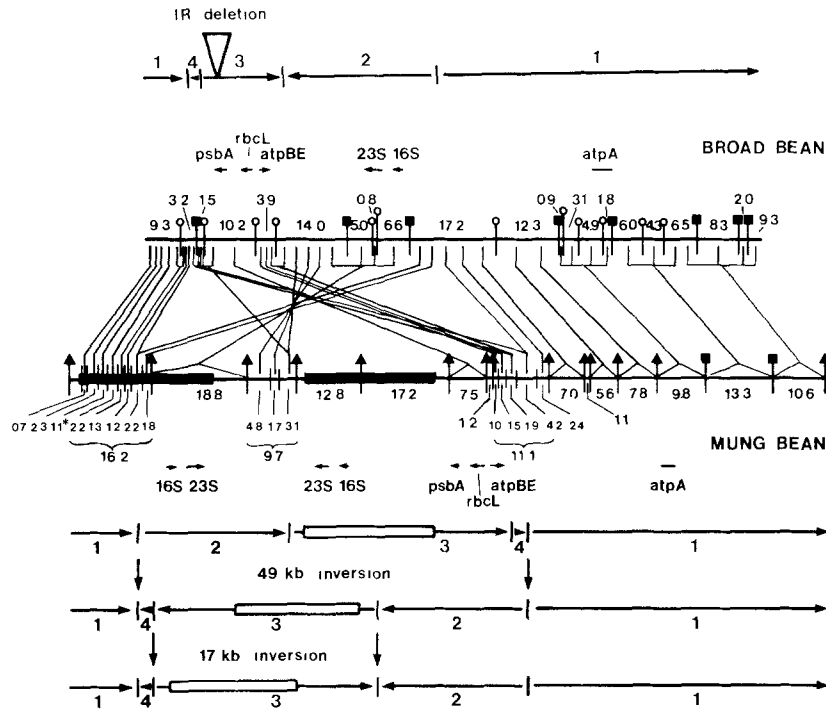 IR deletion
1 4 3 2 1
rbcL
psbA atpBE 23S 16S atpA BROAD BEAN
32 15 39 08 09 31 18 20
93 102 140 50 66 172 123 49 60 43 65 83 93
188 128 172 75 70 56 78 98 133 106
07 23 11* 22 13 12 22 18 48 17 31 12 10 15 19 42 24 11
162 97 111 MUNG BEAN
16S 23S 23S 16S psbA atpBE atpA
rbcL
1 2 3 4 1
49 kb inversion
1 4 3 2 1
17 kb inversion
1 4 3 2 1